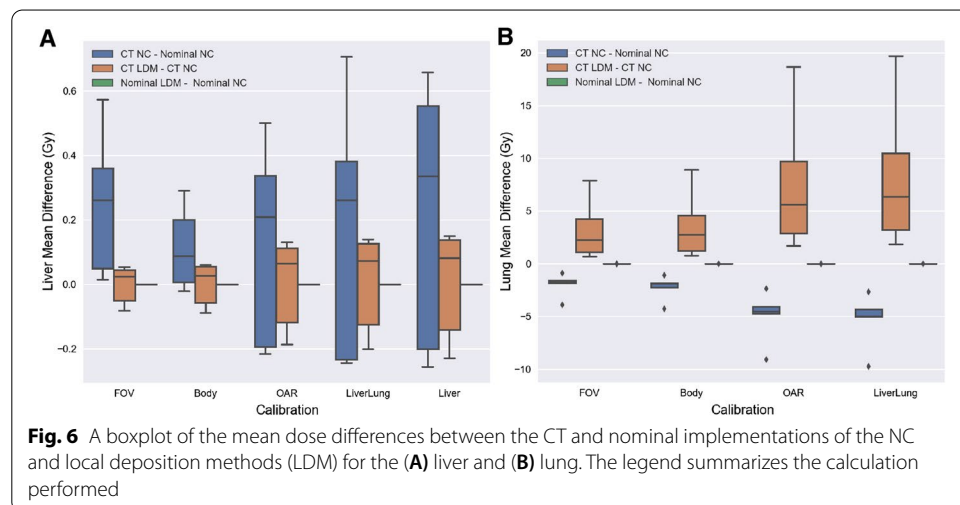 A
CT NC - Nominal NC
CT LDM - CT NC
Nominal LDM - Nominal NC
Liver Mean Difference (Gy)
0.6
0.4
0.2
0.0
−0.2
FOV Body OAR LiverLung Liver
Calibration
B
CT NC - Nominal NC
CT LDM - CT NC
Nominal LDM - Nominal NC
Lung Mean Difference (Gy)
20
15
10
5
0
−5
−10
FOV Body OAR LiverLung
Calibration
Fig. 6 A boxplot of the mean dose differences between the CT and nominal implementations of the NC
and local deposition methods (LDM) for the (A) liver and (B) lung. The legend summarizes the calculation
performed